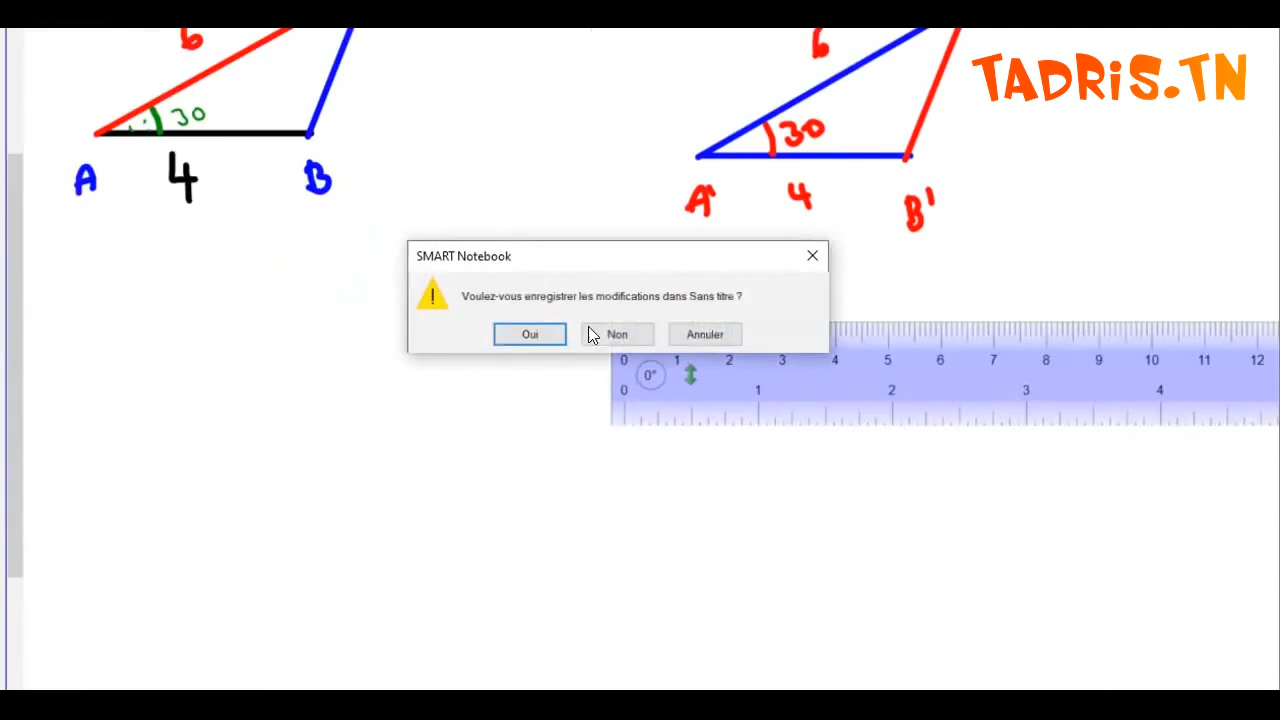 6
6
TADRiS.TN
30
30
A
4
B
A'
4
B'
SMART Notebook
Voulez-vous enregistrer les modifications dans Sans titre ?
Oui
Non
Annuler
0 1 2 3 4 5 6 7 8 9 10 11 12
0°
0 1 2 3 4